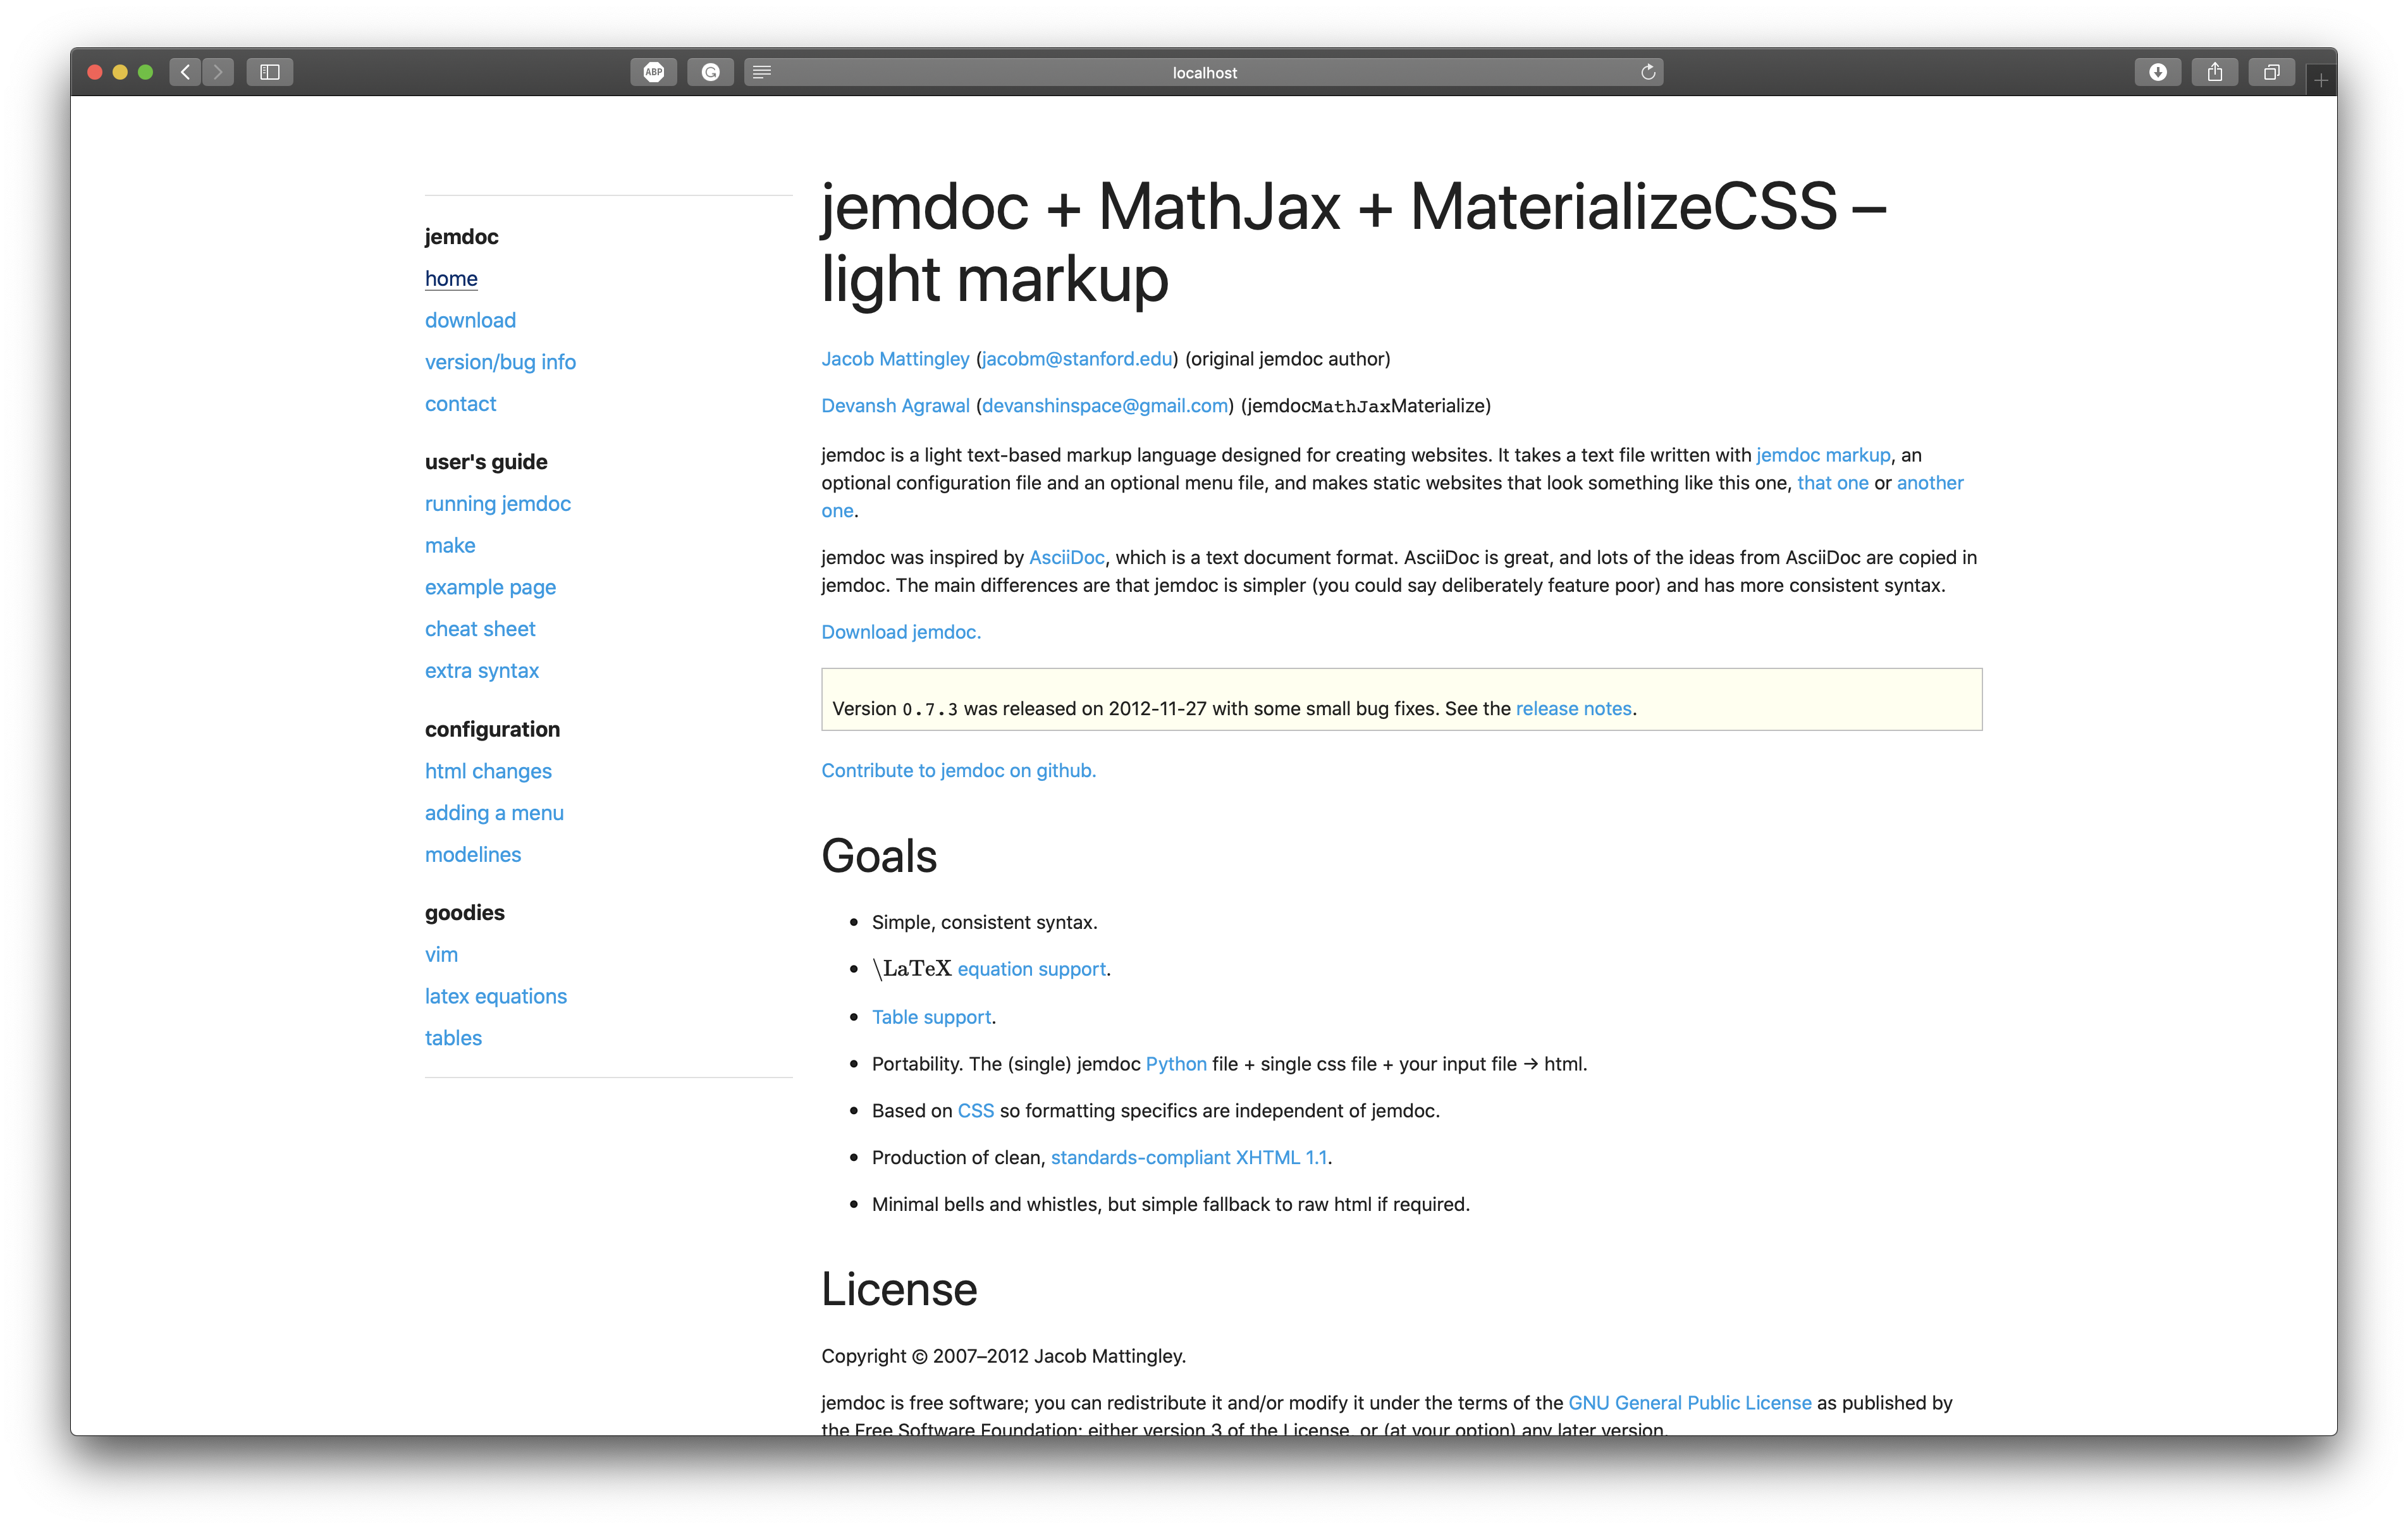 ABP
localhost
jemdoc
home
download
version/bug info
contact
user's guide
running jemdoc
make
example page
cheat sheet
extra syntax
configuration
html changes
adding a menu
modelines
goodies
vim
latex equations
tables
jemdoc + MathJax + MaterializeCSS –
light markup
Jacob Mattingley (jacobm@stanford.edu) (original jemdoc author)
Devansh Agrawal (devanshinspace@gmail.com) (jemdocMathJaxMaterialize)
jemdoc is a light text-based markup language designed for creating websites. It takes a text file written with jemdoc markup, an
optional configuration file and an optional menu file, and makes static websites that look something like this one, that one or another
one.
jemdoc was inspired by AsciiDoc, which is a text document format. AsciiDoc is great, and lots of the ideas from AsciiDoc are copied in
jemdoc. The main differences are that jemdoc is simpler (you could say deliberately feature poor) and has more consistent syntax.
Download jemdoc.
Version 0.7.3 was released on 2012-11-27 with some small bug fixes. See the release notes.
Contribute to jemdoc on github.
Goals
• Simple, consistent syntax.
• \LaTeX equation support.
• Table support.
• Portability. The (single) jemdoc Python file + single css file + your input file → html.
• Based on CSS so formatting specifics are independent of jemdoc.
• Production of clean, standards-compliant XHTML 1.1.
• Minimal bells and whistles, but simple fallback to raw html if required.
License
Copyright © 2007–2012 Jacob Mattingley.
jemdoc is free software; you can redistribute it and/or modify it under the terms of the GNU General Public License as published by
the Free Software Foundation; either version 3 of the License, or (at your option) any later version.